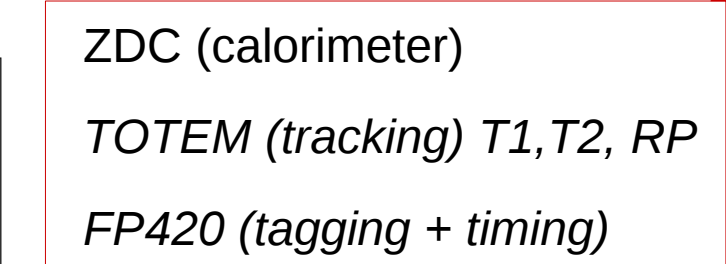 ZDC (calorimeter)
TOTEM (tracking) T1,T2, RP
FP420 (tagging + timing)